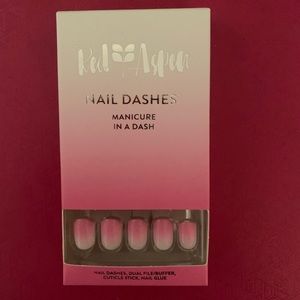 Red Aspen
NAIL DASHES
MANICURE
IN A DASH
NAIL DASHES, DUAL FILE/BUFFER,
CUTICLE STICK, NAIL GLUE